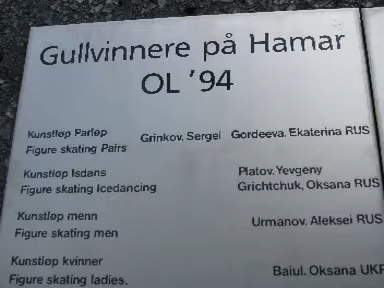 Gullvinnere på Hamar
OL '94
Kunstløp Parløp
Figure skating Pairs Grinkov. Sergei Gordeeva. Ekaterina RUS
Kunstløp Isdans Platov. Yevgeny
Figure skating Icedancing Grichtchuk, Oksana RUS
Kunstløp menn
Figure skating men Urmanov. Aleksei RUS
Kunstløp kvinner
Figure skating ladies. Baiul. Oksana UKR